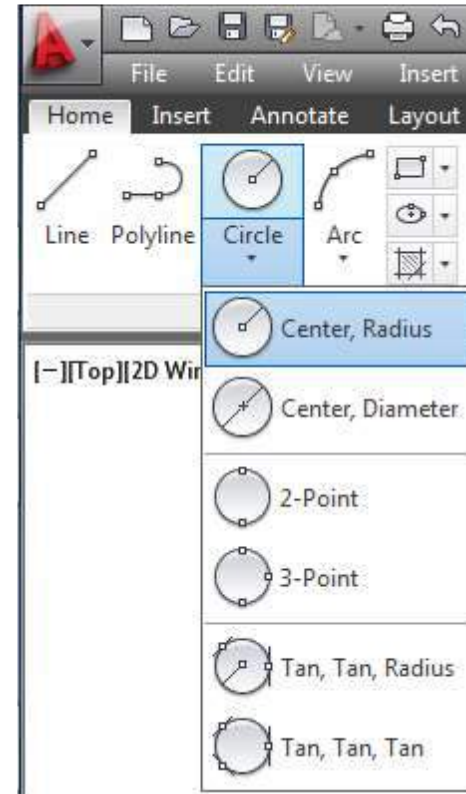 File Edit View Insert
Home Insert Annotate Layout
Line Polyline Circle Arc
Center, Radius
[−][Top][2D Wir
Center, Diameter
2-Point
3-Point
Tan, Tan, Radius
Tan, Tan, Tan